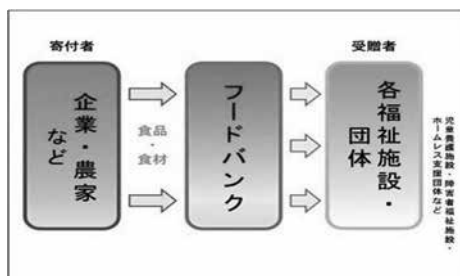 寄付者
企業・農家
など
食品
・
食材
フードバンク
受贈者
各福祉施設・
団体
児童養護施設・障害者福祉施設・
ホームレス支援団体など